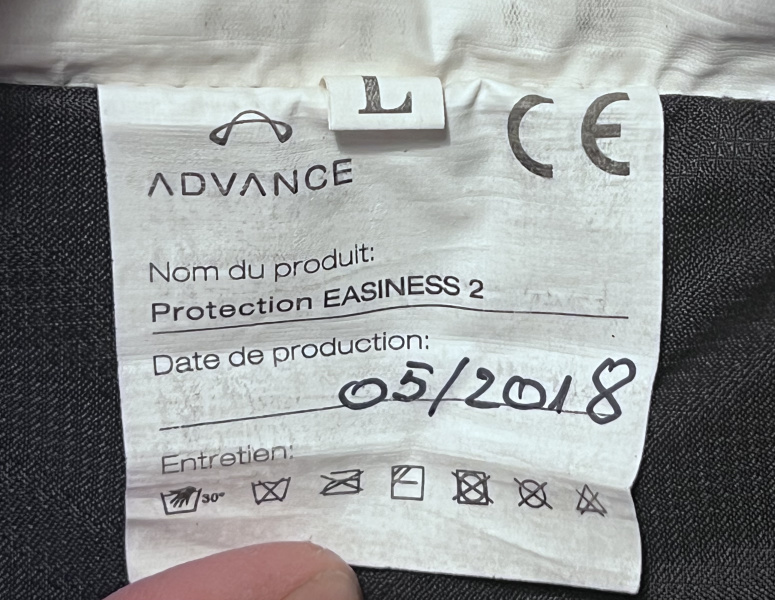 L
CE
ADVANCE
Nom du produit:
Protection EASINESS 2
Date de production:
05/2018
Entretien:
30°